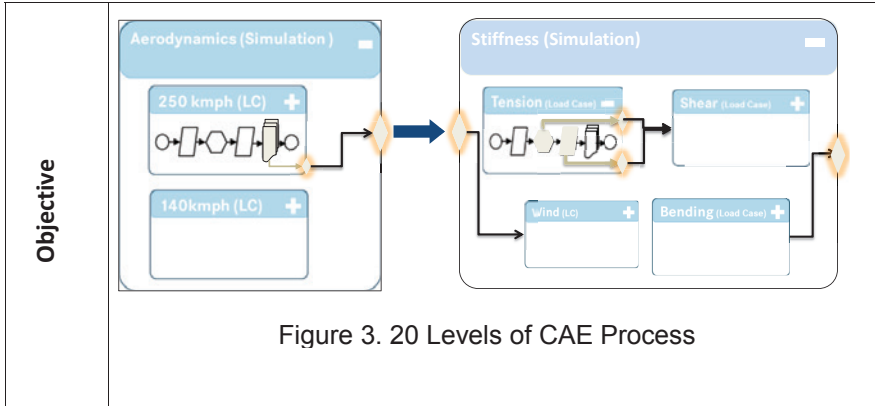 Objective
Aerodynamics (Simulation )
250 kmph (LC)
140kmph (LC)
Stiffness (Simulation)
Tension (Load Case)
Shear (Load Case)
Wind (LC)
Bending (Load Case)
Figure 3. 20 Levels of CAE Process